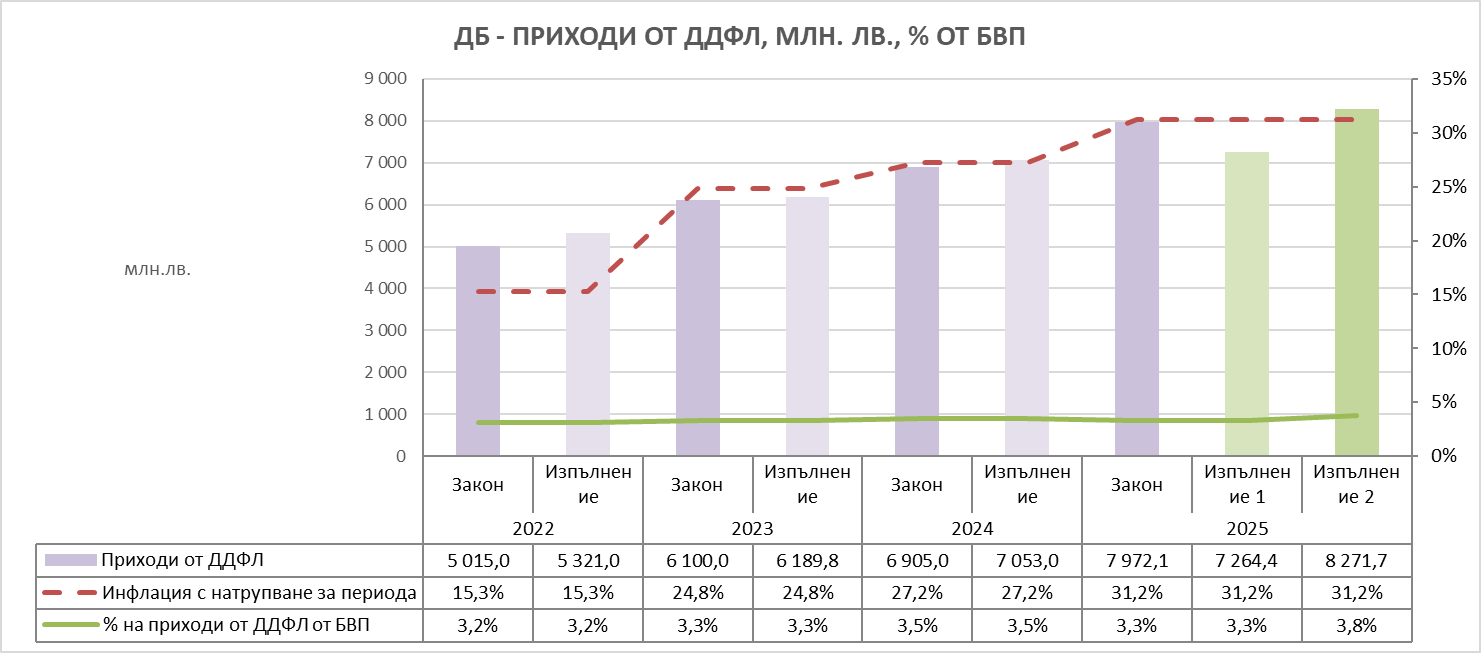 ДБ - ПРИХОДИ ОТ ДДФЛ, МЛН. ЛВ., % ОТ БВП
млн.лв.
9 000
8 000
7 000
6 000
5 000
4 000
3 000
2 000
1 000
0
35%
30%
25%
20%
15%
10%
5%
0%
Закон Изпълнен Закон Изпълнен Закон Изпълнен Закон Изпълнен Изпълнен
ие ие ие ие 1 ие 2
2022 2023 2024 2025
Приходи от ДДФЛ 5 015,0 5 321,0 6 100,0 6 189,8 6 905,0 7 053,0 7 972,1 7 264,4 8 271,7
Инфлация с натрупване за периода 15,3% 15,3% 24,8% 24,8% 27,2% 27,2% 31,2% 31,2% 31,2%
% на приходи от ДДФЛ от БВП 3,2% 3,2% 3,3% 3,3% 3,5% 3,5% 3,3% 3,3% 3,8%